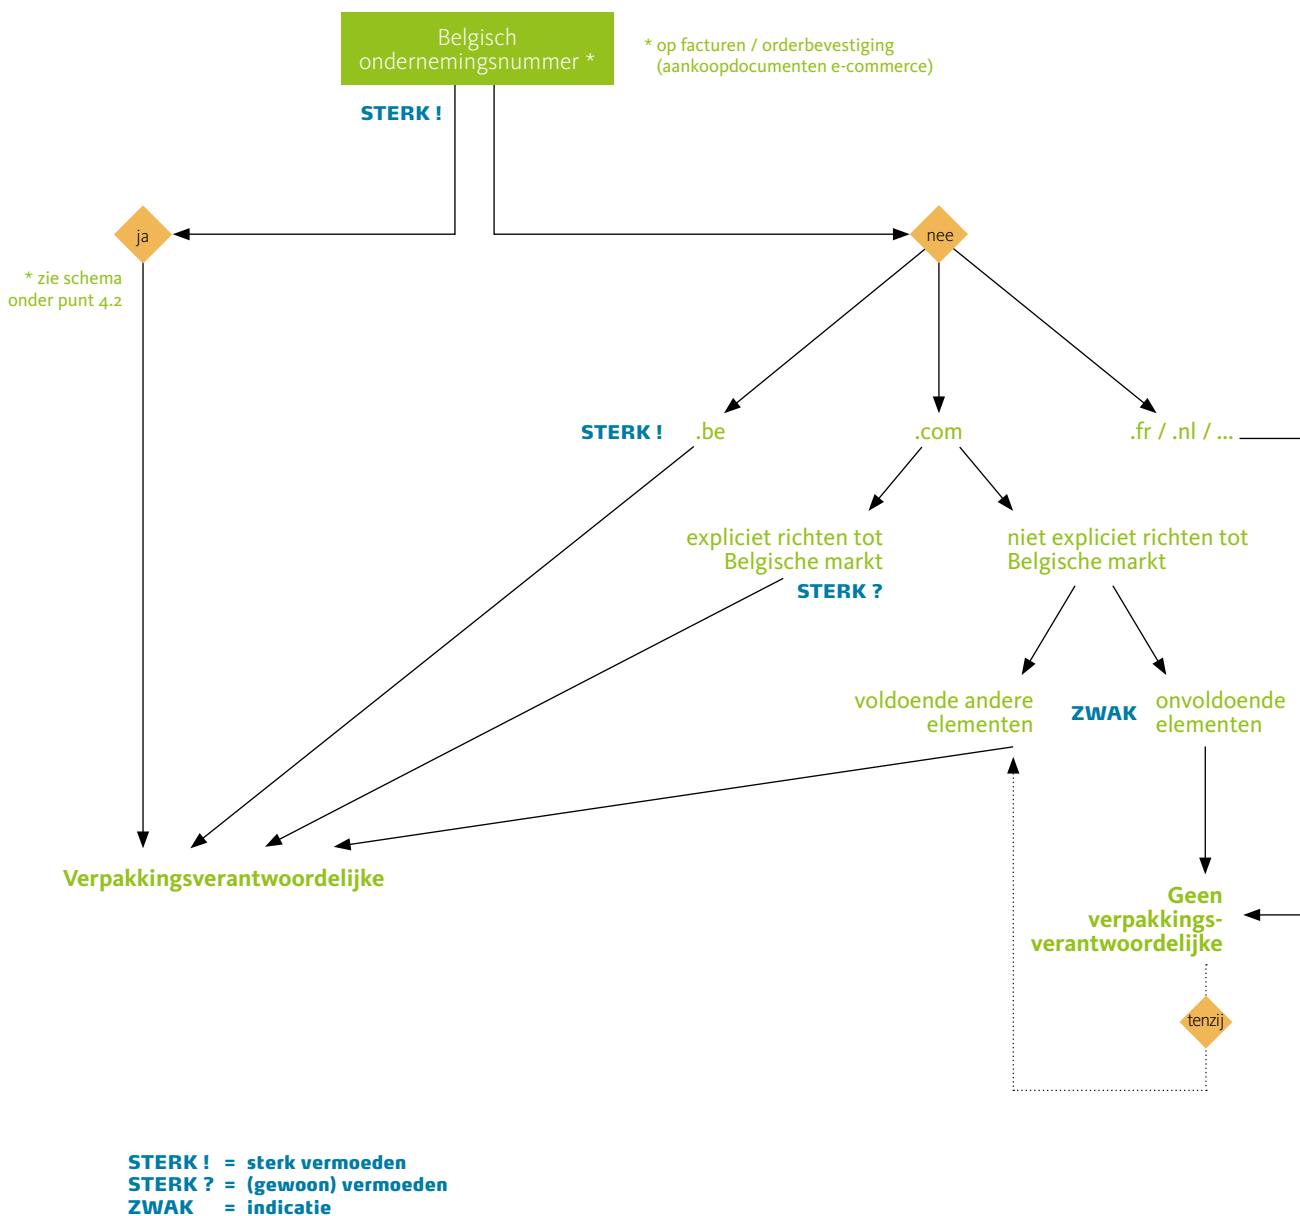 Belgisch
ondernemingsnummer *
* op facturen / orderbevestiging
(aankoopdocumenten e-commerce)
STERK !
ja
nee
* zie schema
onder punt 4.2
STERK !
.be
.com
.fr / .nl / ...
expliciet richten tot
Belgische markt
STERK ?
niet expliciet richten tot
Belgische markt
voldoende andere
elementen
ZWAK
onvoldoende
elementen
Verpakkingsverantwoordelijke
Geen
verpakkings-
verantwoordelijke
tenzij
STERK ! = sterk vermoeden
STERK ? = (gewoon) vermoeden
ZWAK = indicatie